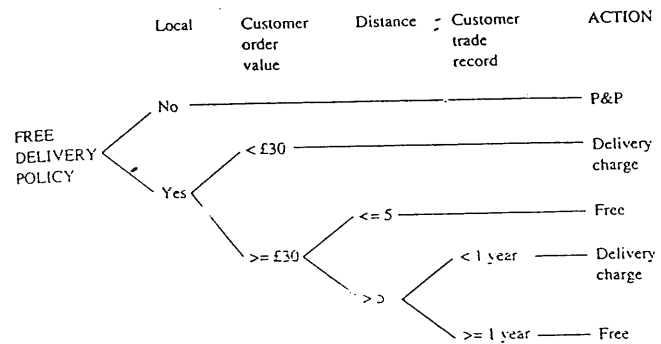 Local Customer Distance Customer ACTION
order trade
value record
No P&P
FREE
DELIVERY
POLICY
< £30 Delivery
charge
Yes
<= 5 Free
>= £30 < 1 year Delivery
charge
>
>= 1 year Free